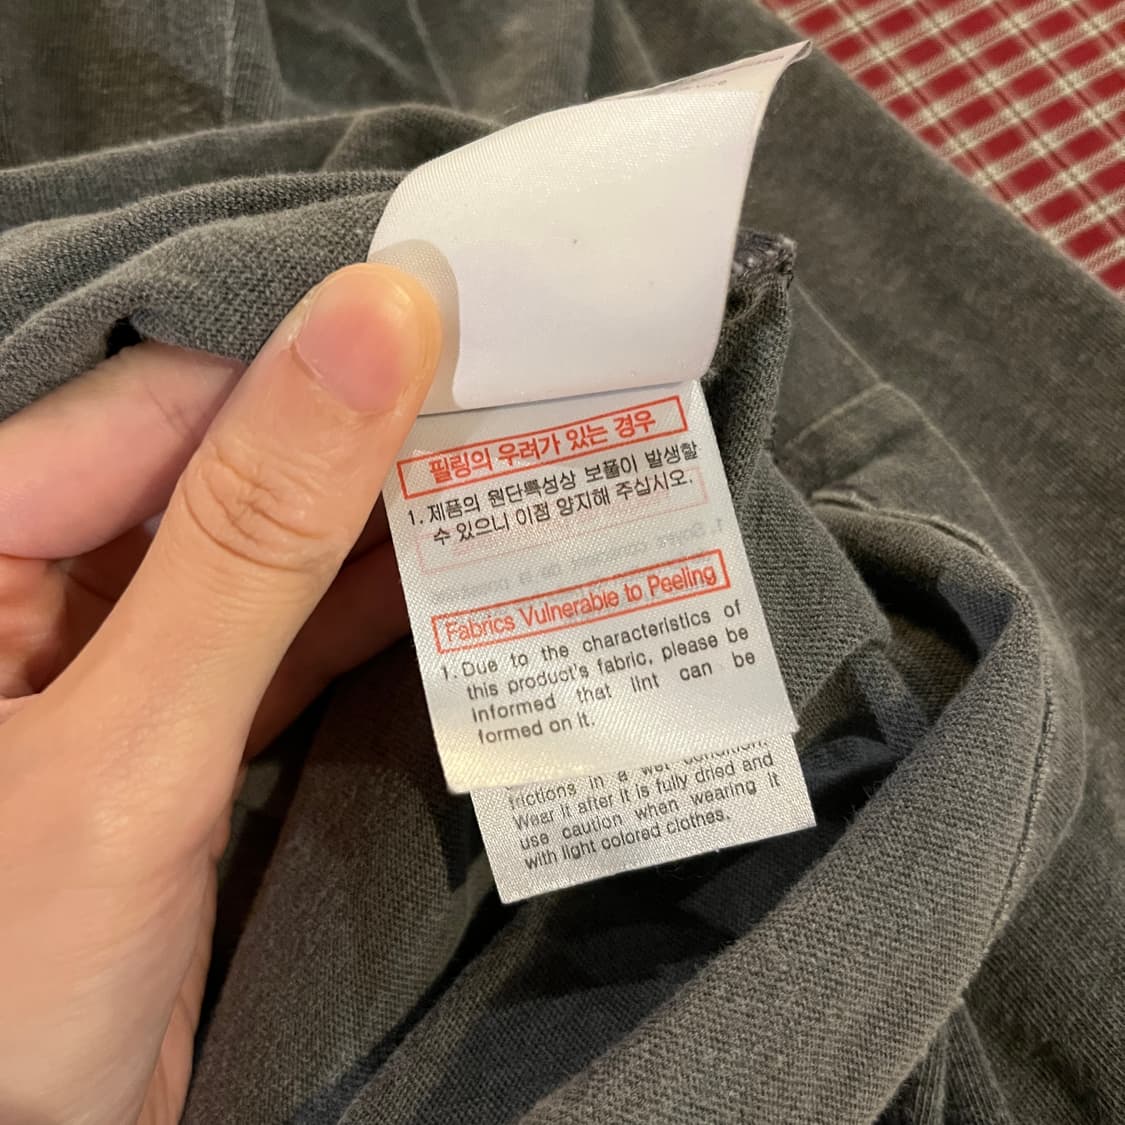 필링의 우려가 있는 경우
1. 제품의 원단특성상 보풀이 발생할
수 있으니 이점 양지해 주십시오.
Fabrics Vulnerable to Peeling
1. Due to the characteristics of
this product's fabric, please be
informed that lint can be
formed on it.
frictions in a wet condition.
Wear it after it is fully dried and
use caution when wearing it
with light colored clothes.